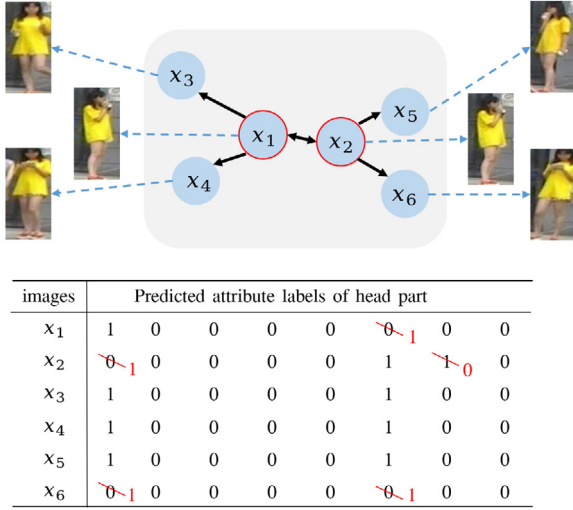 x3
x5
x1
x2
x4
x6
images Predicted attribute labels of head part
x1 1 0 0 0 0 0 1 0 0
x2 0 1 0 0 0 0 1 1 0 0
x3 1 0 0 0 0 1 0 0
x4 1 0 0 0 0 1 0 0
x5 1 0 0 0 0 1 0 0
x6 0 1 0 0 0 0 0 1 0 0